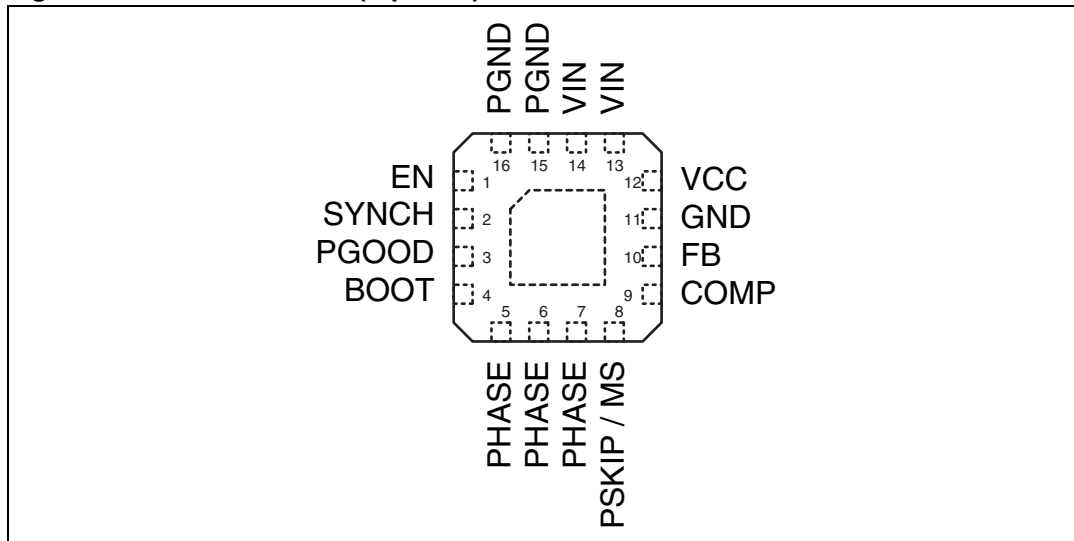 PGND
PGND
VIN
VIN
16
15
14
13
EN 1
SYNCH 2
PGOOD 3
BOOT 4
12 VCC
11 GND
10 FB
9 COMP
5
6
7
8
PHASE
PHASE
PHASE
PSKIP / MS